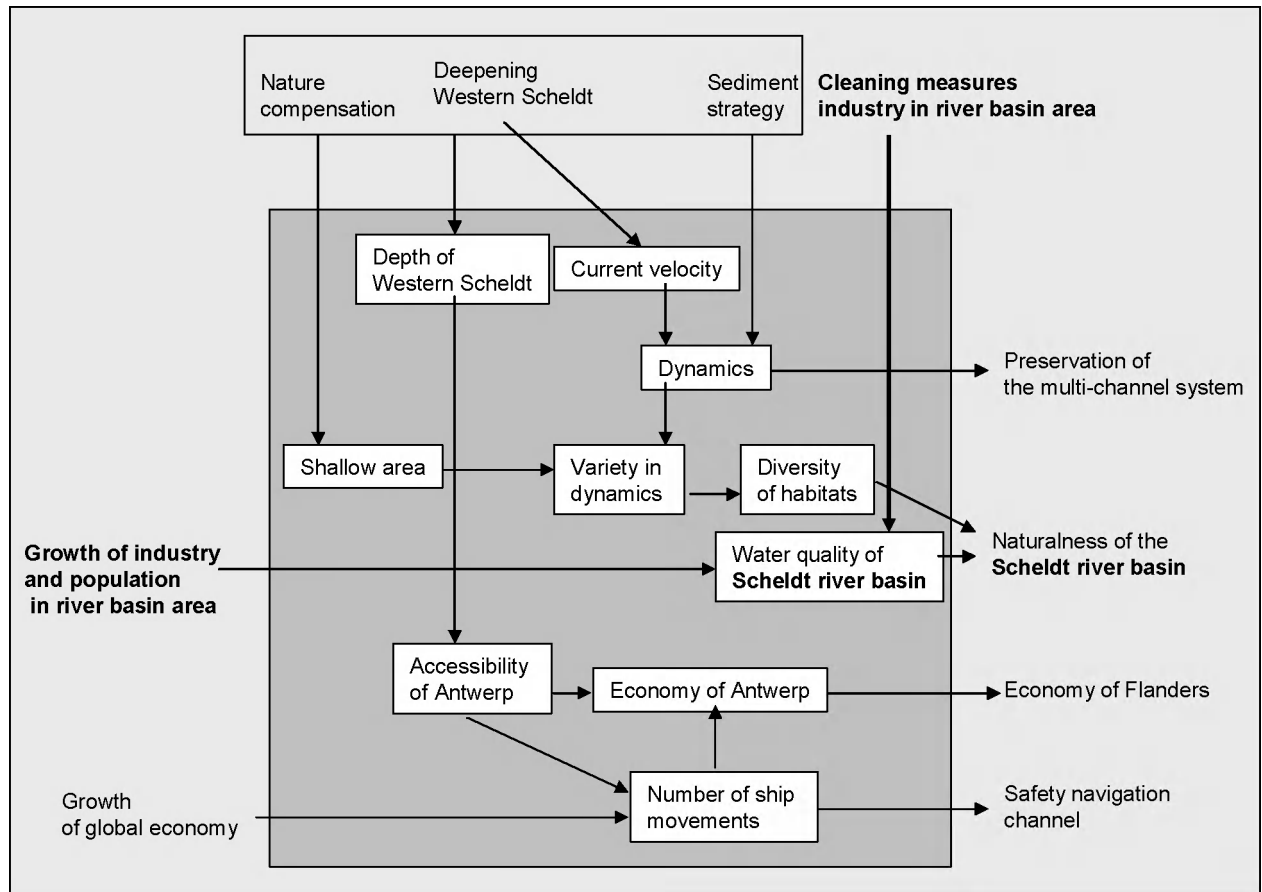 Nature
compensation
Deepening
Western Scheldt
Sediment
strategy
Cleaning measures
industry in river basin area
Depth of
Western Scheldt
Current velocity
Dynamics
Preservation of
the multi-channel system
Shallow area
Variety in
dynamics
Diversity
of habitats
Growth of industry
and population
in river basin area
Water quality of
Scheldt river basin
Naturalness of the
Scheldt river basin
Accessibility
of Antwerp
Economy of Antwerp
Economy of Flanders
Growth
of global economy
Number of ship
movements
Safety navigation
channel